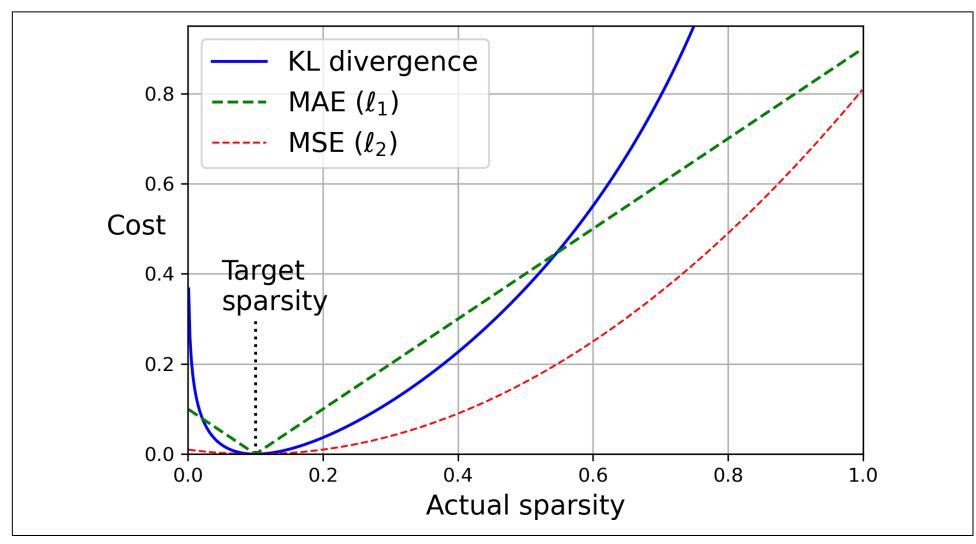 KL divergence
MAE (ℓ₁)
MSE (ℓ₂)
0.8
0.6
Cost
0.4
Target
sparsity
0.2
0.0
0.0 0.2 0.4 0.6 0.8 1.0
Actual sparsity